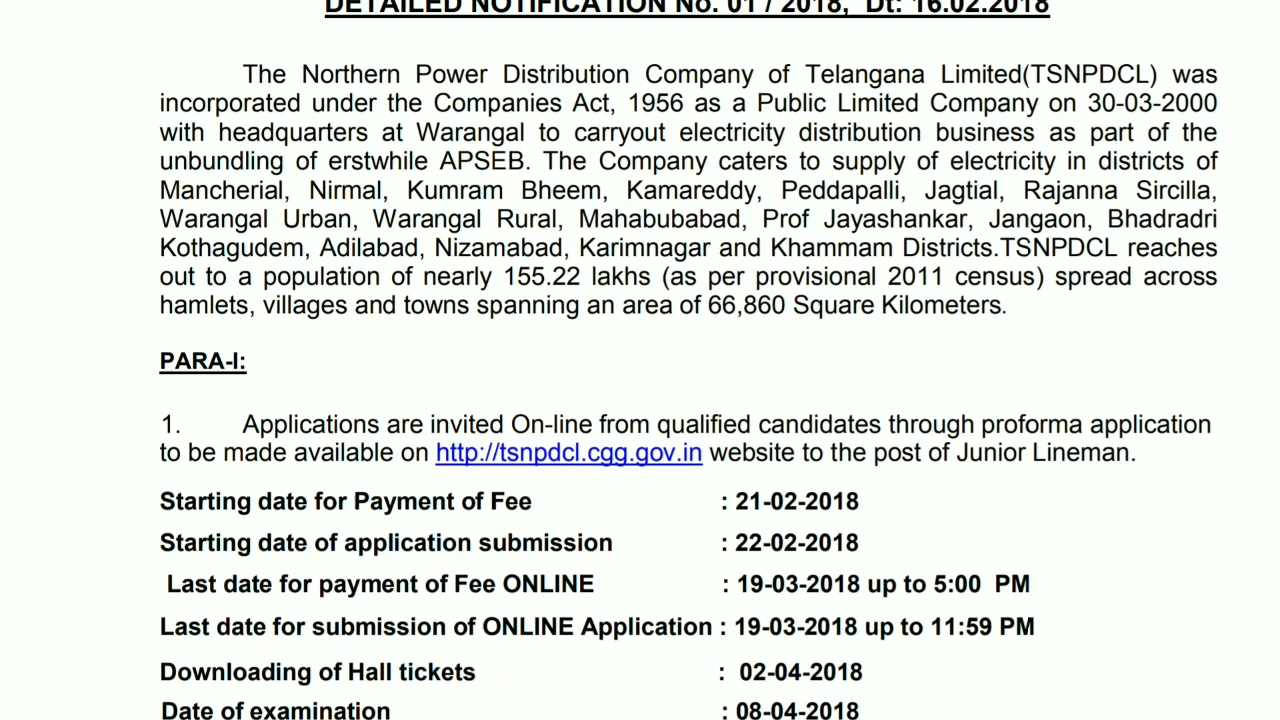 DETAILED NOTIFICATION No. 01 / 2018, Dt: 16.02.2018
The Northern Power Distribution Company of Telangana Limited(TSNPDCL) was
incorporated under the Companies Act, 1956 as a Public Limited Company on 30-03-2000
with headquarters at Warangal to carryout electricity distribution business as part of the
unbundling of erstwhile APSEB. The Company caters to supply of electricity in districts of
Mancherial, Nirmal, Kumram Bheem, Kamareddy, Peddapalli, Jagtial, Rajanna Sircilla,
Warangal Urban, Warangal Rural, Mahabubabad, Prof Jayashankar, Jangaon, Bhadradri
Kothagudem, Adilabad, Nizamabad, Karimnagar and Khammam Districts.TSNPDCL reaches
out to a population of nearly 155.22 lakhs (as per provisional 2011 census) spread across
hamlets, villages and towns spanning an area of 66,860 Square Kilometers.
PARA-I:
1. Applications are invited On-line from qualified candidates through proforma application
to be made available on http://tsnpdcl.cgg.gov.in website to the post of Junior Lineman.
Starting date for Payment of Fee : 21-02-2018
Starting date of application submission : 22-02-2018
Last date for payment of Fee ONLINE : 19-03-2018 up to 5:00 PM
Last date for submission of ONLINE Application : 19-03-2018 up to 11:59 PM
Downloading of Hall tickets : 02-04-2018
Date of examination : 08-04-2018